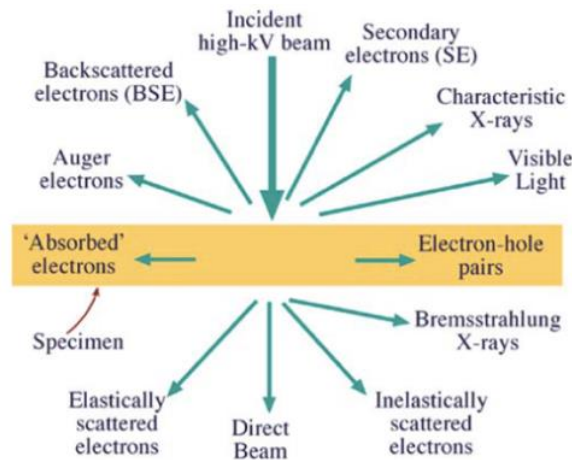 Incident
high-kV beam
Secondary
electrons (SE)
Backscattered
electrons (BSE)
Characteristic
X-rays
Auger
electrons
Visible
Light
‘Absorbed’
electrons
Electron-hole
pairs
Specimen
Bremsstrahlung
X-rays
Elastically
scattered
electrons
Direct
Beam
Inelastically
scattered
electrons